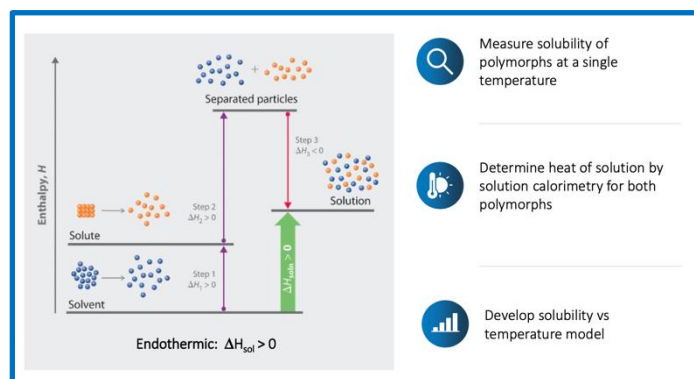 +
Separated particles
Enthalpy, H
Step 3
ΔH₃ < 0
Step 2
ΔH₂ > 0
Solution
Solute
Step 1
ΔH₁ > 0
ΔHsoln > 0
Solvent
Endothermic: ΔHsol > 0
Measure solubility of
polymorphs at a single
temperature
Determine heat of solution by
solution calorimetry for both
polymorphs
Develop solubility vs
temperature model